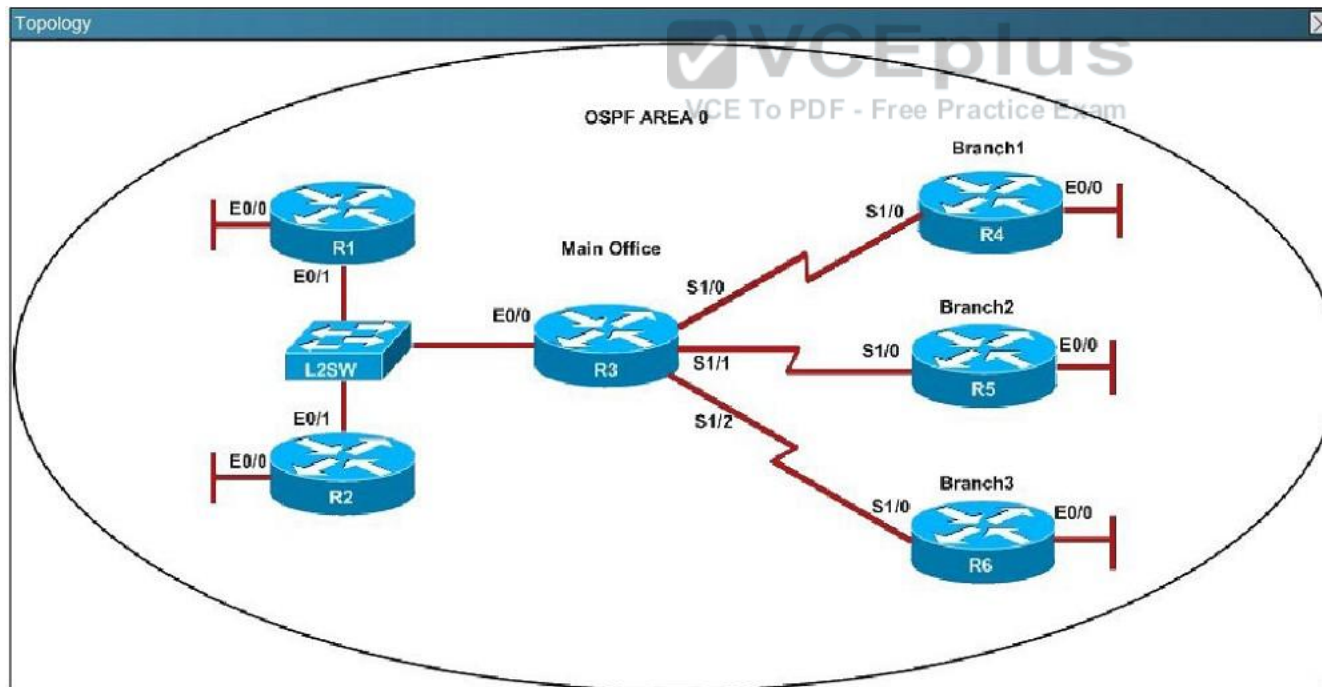 Topology
VCEplus
VCE To PDF - Free Practice Exam
OSPF AREA 0
Branch1
E0/0
E0/0
S1/0
R1
R4
Main Office
E0/1
S1/0
E0/0
Branch2
S1/0
E0/0
L2SW
R3
S1/1
R5
E0/1
S1/2
E0/0
Branch3
R2
S1/0
E0/0
R6